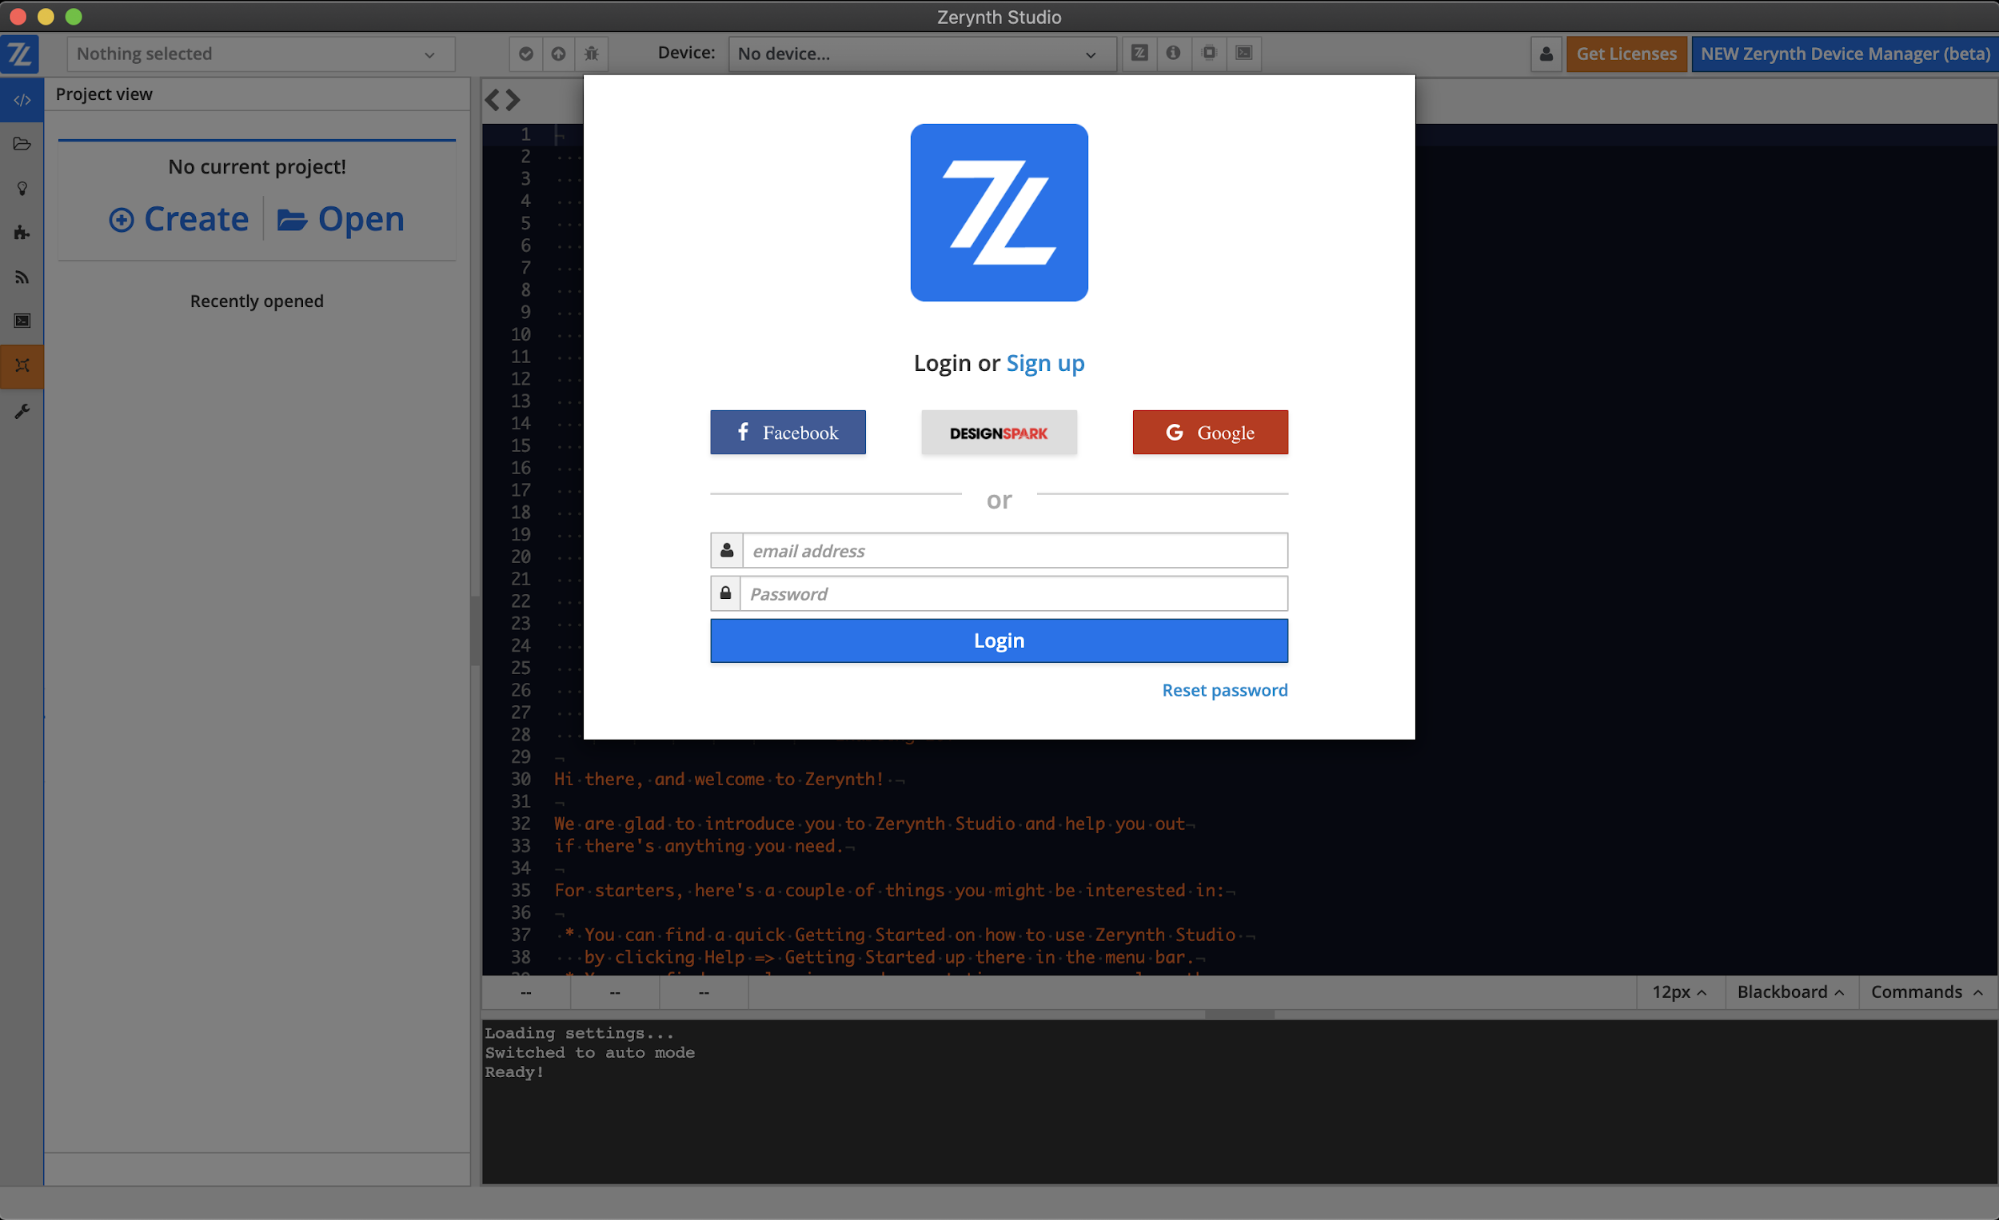 Zerynth Studio
Nothing selected
Device:
No device...
Get Licenses
NEW Zerynth Device Manager (beta)
Project view
No current project!
Create
Open
Recently opened
Login or Sign up
Facebook
DESIGNSPARK
Google
or
email address
Password
Login
Reset password
1
2
3
4
5
6
7
8
9
10
11
12
13
14
15
16
17
18
19
20
21
22
23
24
25
26
27
28
29
30 Hi there, and welcome to Zerynth!
31
32 We are glad to introduce you to Zerynth Studio and help you out
33 if there's anything you need.
34
35 For starters, here's a couple of things you might be interested in:
36
37 * You can find a quick Getting Started on how to use Zerynth Studio
38 by clicking Help => Getting Started up there in the menu bar.
-- -- --
12px
Blackboard
Commands
Loading settings...
Switched to auto mode
Ready!